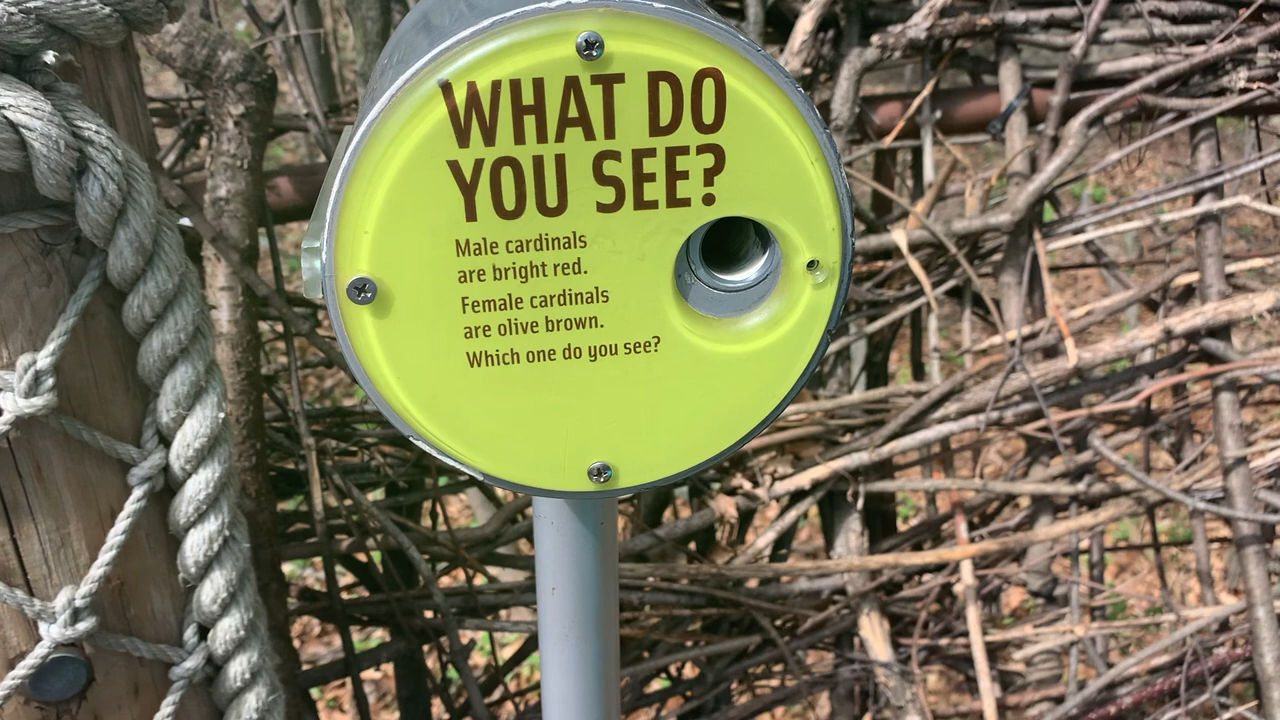 WHAT DO
YOU SEE?
Male cardinals
are bright red.
Female cardinals
are olive brown.
Which one do you see?